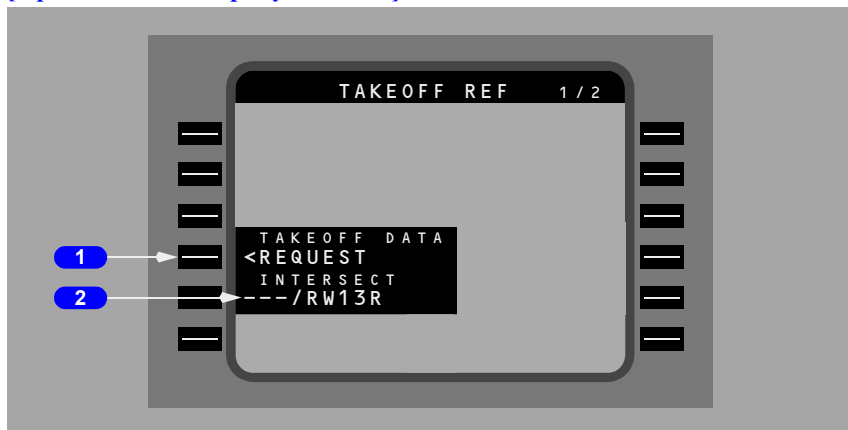 TAKEOFF REF 1/2
TAKEOFF DATA
1
<REQUEST
INTERSECT
2
---/RW13R